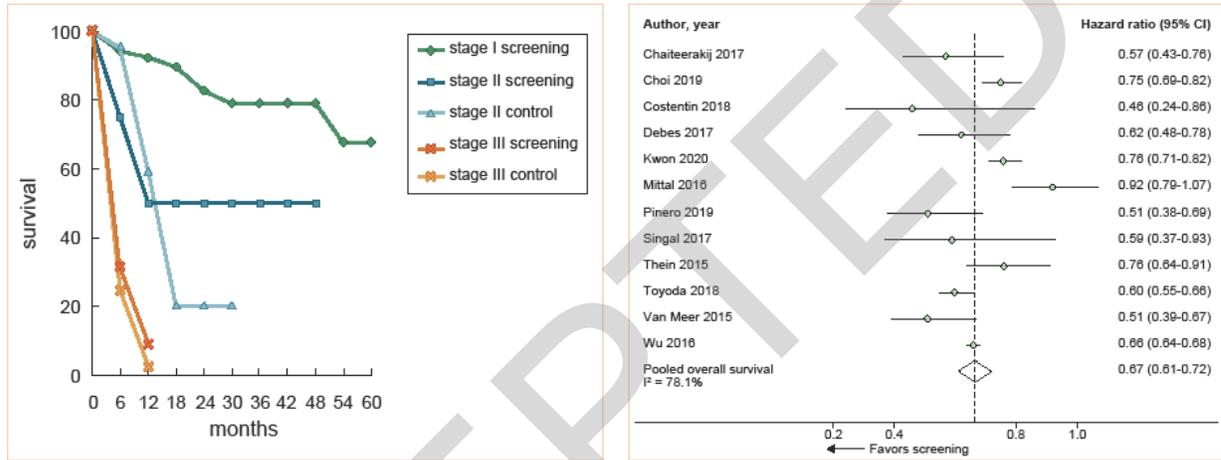 100
80
60
40
20
0
survival
0 6 12 18 24 30 36 42 48 54 60
months
stage I screening
stage II screening
stage II control
stage III screening
stage III control
Author, year Hazard ratio (95% CI)
Chaiteerakij 2017 0.57 (0.43-0.76)
Choi 2019 0.75 (0.69-0.82)
Costentin 2018 0.46 (0.24-0.86)
Debes 2017 0.62 (0.48-0.78)
Kwon 2020 0.76 (0.71-0.82)
Mittal 2016 0.92 (0.79-1.07)
Pinero 2019 0.51 (0.38-0.69)
Singal 2017 0.59 (0.37-0.93)
Thein 2015 0.76 (0.64-0.91)
Toyoda 2018 0.60 (0.55-0.66)
Van Meer 2015 0.51 (0.39-0.67)
Wu 2016 0.66 (0.64-0.68)
Pooled overall survival 0.67 (0.61-0.72)
I² = 78.1%
0.2 0.4 0.8 1.0
Favors screening
EPTED